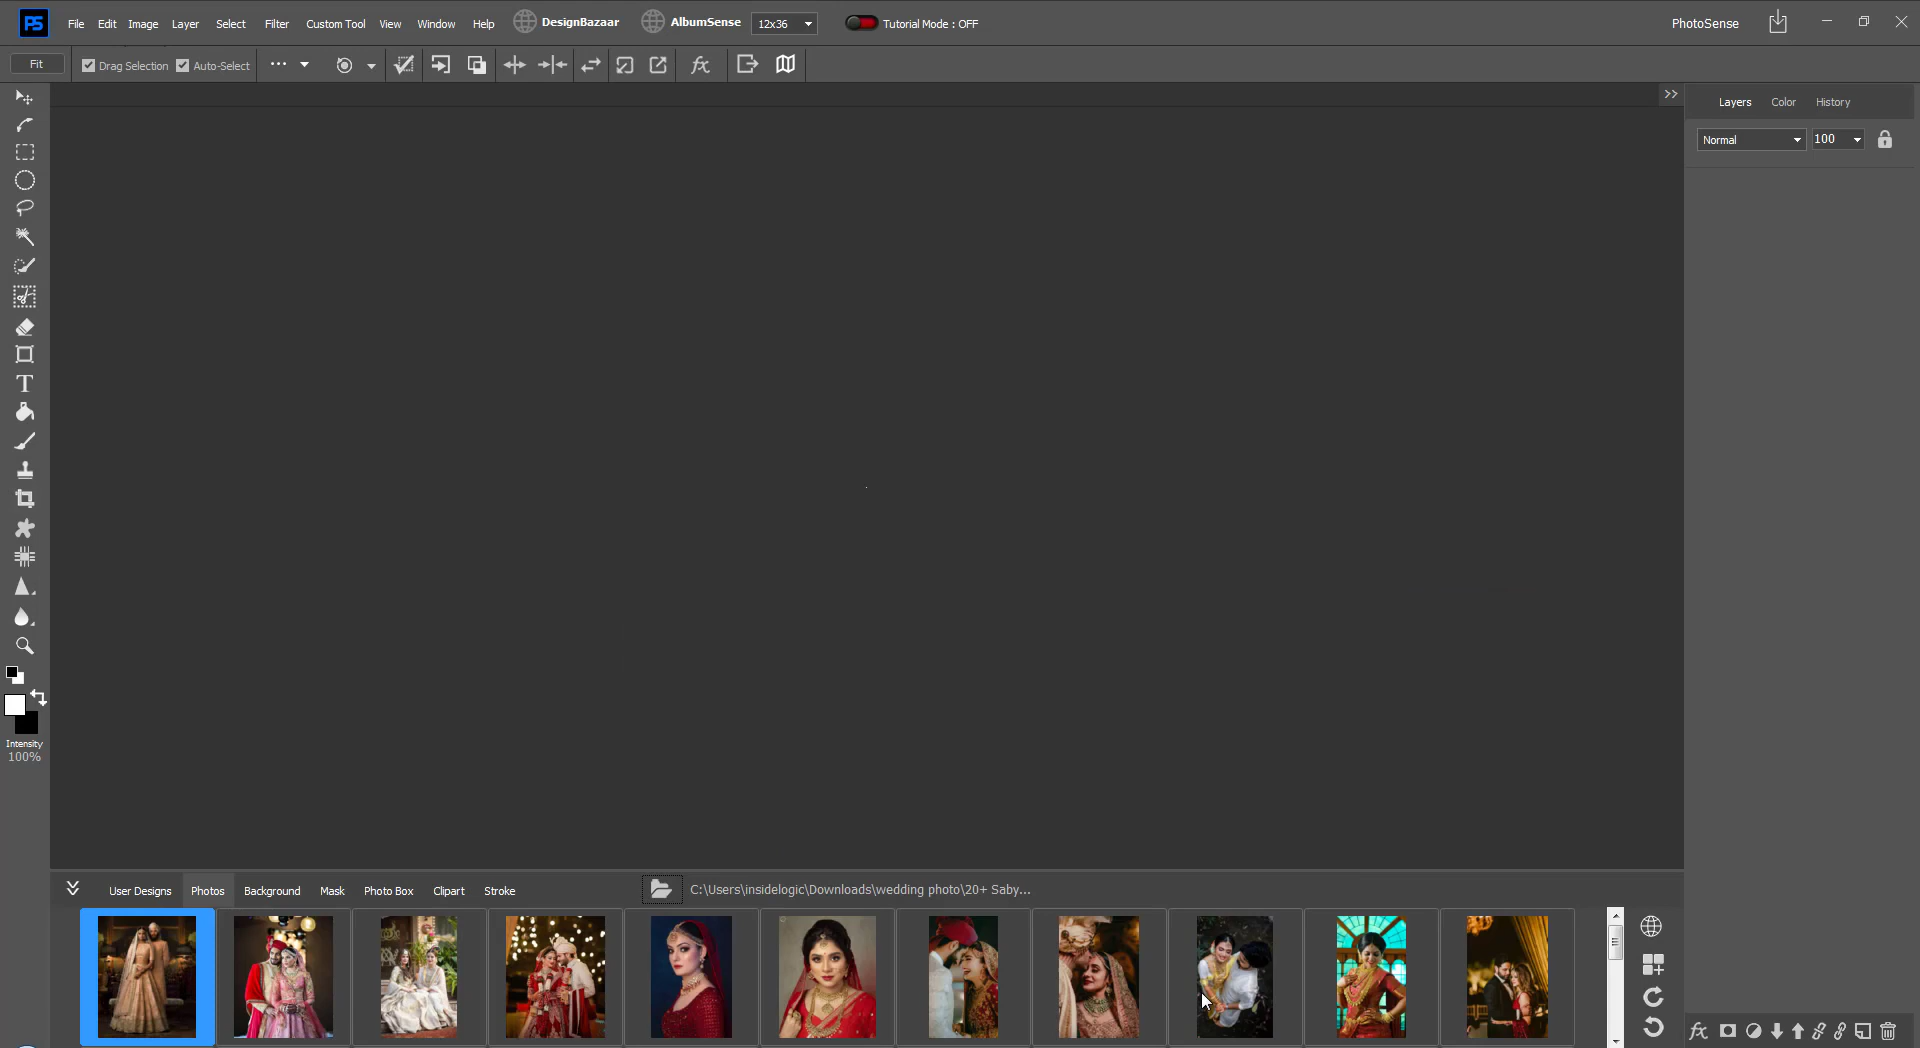 PS File Edit Image Layer Select Filter Custom Tool View Window Help DesignBazaar AlbumSense 12x36 Tutorial Mode : OFF PhotoSense
Fit Drag Selection Auto-Select fx
Layers Color History
Normal 100
T
Intensity
100%
User Designs Photos Background Mask Photo Box Clipart Stroke C:\Users\insidelogic\Downloads\wedding photo\20+ Saby...
fx